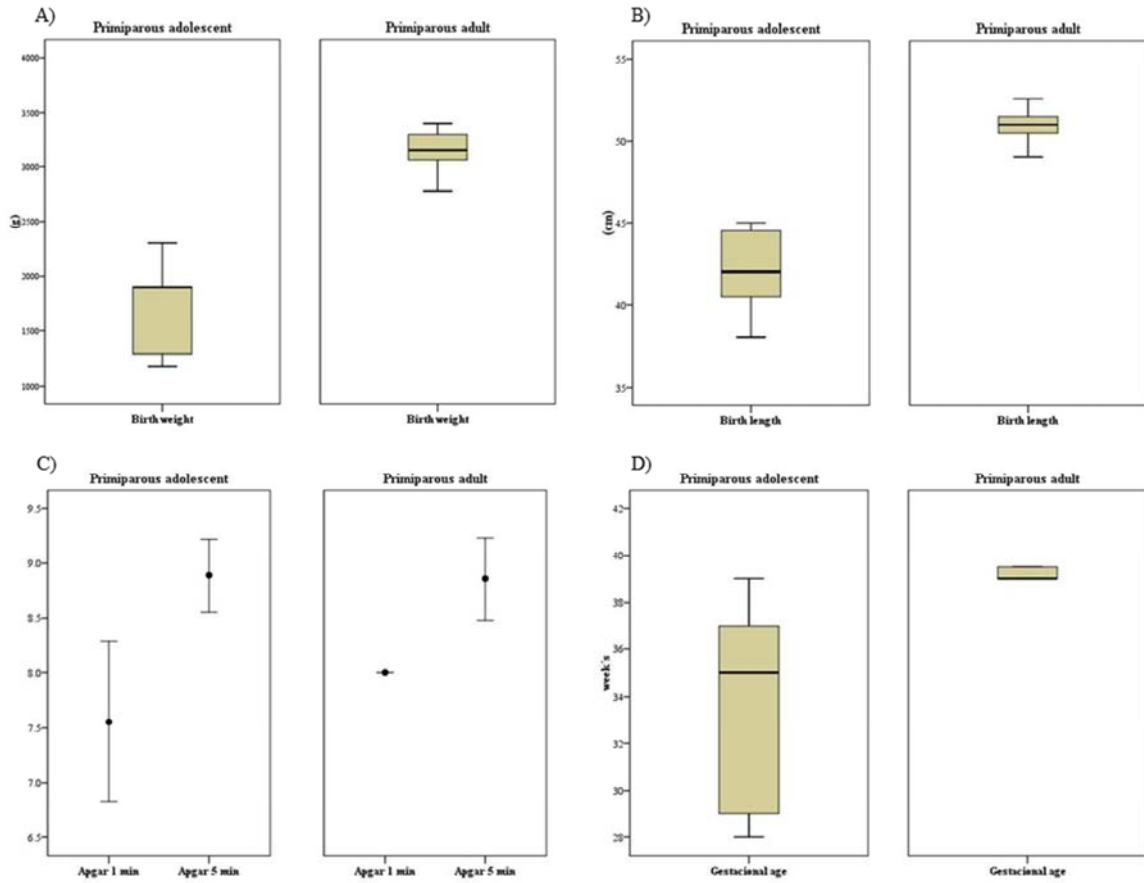 A)
Primiparous adolescent
Primiparous adult
4000
3500
3000
2500
2000
1500
1000
(g)
Birth weight
Birth weight
B)
Primiparous adolescent
Primiparous adult
55
50
45
40
35
(cm)
Birth length
Birth length
C)
Primiparous adolescent
Primiparous adult
9.5
9.0
8.5
8.0
7.5
7.0
6.5
Apgar 1 min
Apgar 5 min
Apgar 1 min
Apgar 5 min
D)
Primiparous adolescent
Primiparous adult
42
40
38
36
34
32
30
28
week´s
Gestacional age
Gestacional age